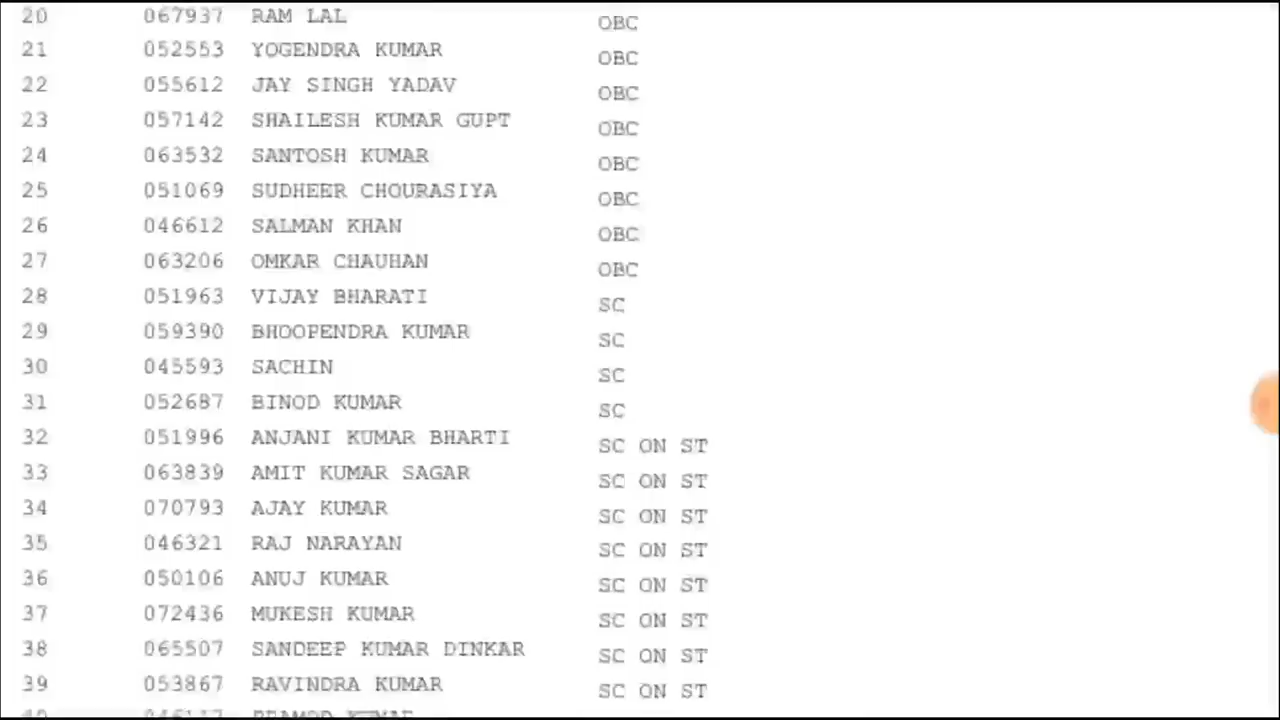 20 067937 RAM LAL OBC
21 052553 YOGENDRA KUMAR OBC
22 055612 JAY SINGH YADAV OBC
23 057142 SHAILESH KUMAR GUPT OBC
24 063532 SANTOSH KUMAR OBC
25 051069 SUDHEER CHOURASIYA OBC
26 046612 SALMAN KHAN OBC
27 063206 OMKAR CHAUHAN OBC
28 051963 VIJAY BHARATI SC
29 059390 BHOOPENDRA KUMAR SC
30 045593 SACHIN SC
31 052687 BINOD KUMAR SC
32 051996 ANJANI KUMAR BHARTI SC ON ST
33 063839 AMIT KUMAR SAGAR SC ON ST
34 070793 AJAY KUMAR SC ON ST
35 046321 RAJ NARAYAN SC ON ST
36 050106 ANUJ KUMAR SC ON ST
37 072436 MUKESH KUMAR SC ON ST
38 065507 SANDEEP KUMAR DINKAR SC ON ST
39 053867 RAVINDRA KUMAR SC ON ST